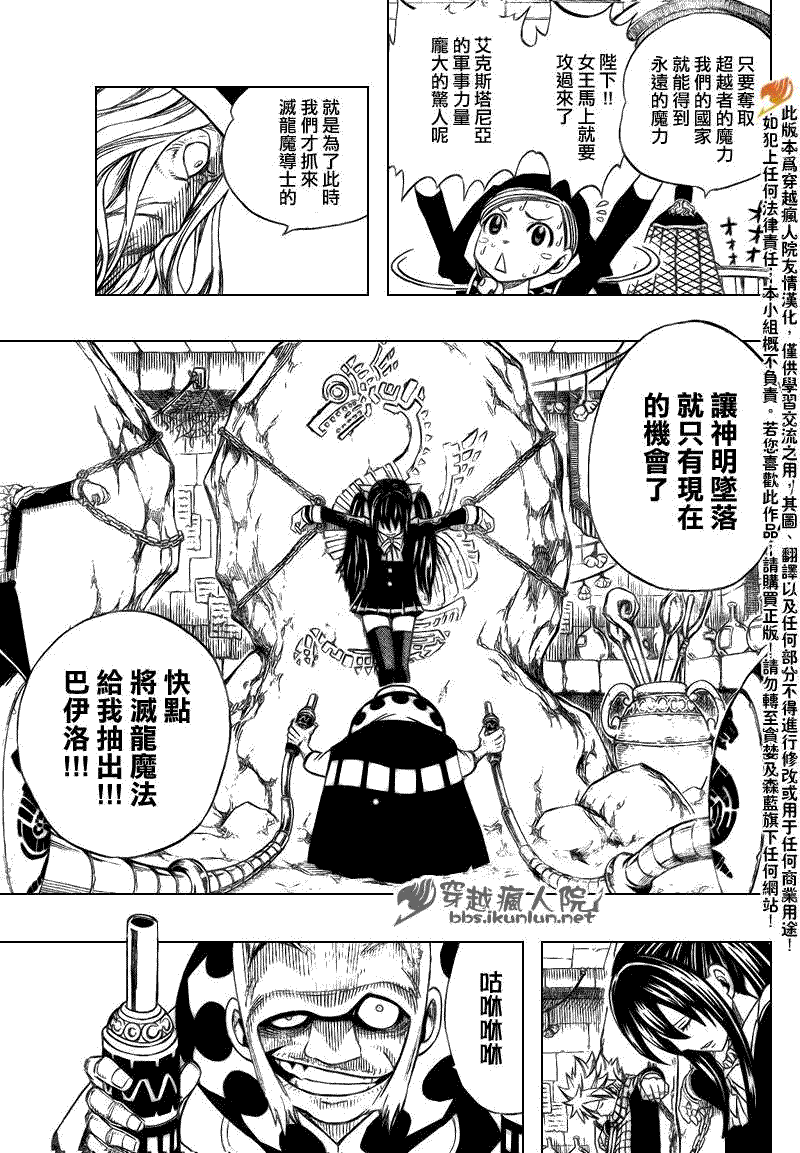 只要奪取
超越者的魔力
我們的國家
就能得到
永遠的魔力
陛下!!
女王馬上就要
攻過來了
艾克斯塔尼亞
的軍事力量
龐大的驚人呢
就是為了此時
我們才抓來
滅龍魔導士的
讓神明墜落
就只有現在
的機會了
快點
將滅龍魔法
給我抽出!!!
巴伊洛!!!
咕咻咻咻
穿越瘋人院
bbs.ikunlun.net
此版本爲穿越瘋人院友情漢化，僅供學習交流之用，其圖、翻譯以及任何部分不得進行修改或用于任何商業用途！
如犯上任何法律責任，本小組概不負責。若您喜歡此作品，請購買正版！請勿轉至貪婪及森藍旗下任何網站！